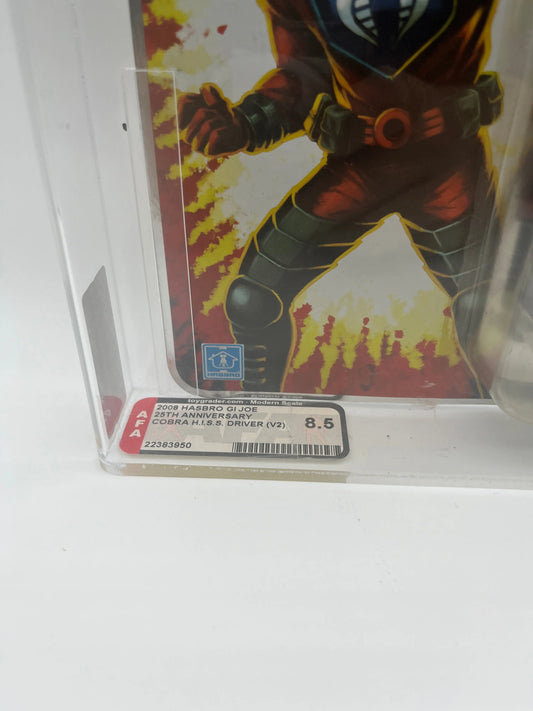 HASBRO
toygrader.com - Modern Scale
AFA
2008 HASBRO GI JOE
25TH ANNIVERSARY
COBRA H.I.S.S. DRIVER (V2)
8.5
22383950